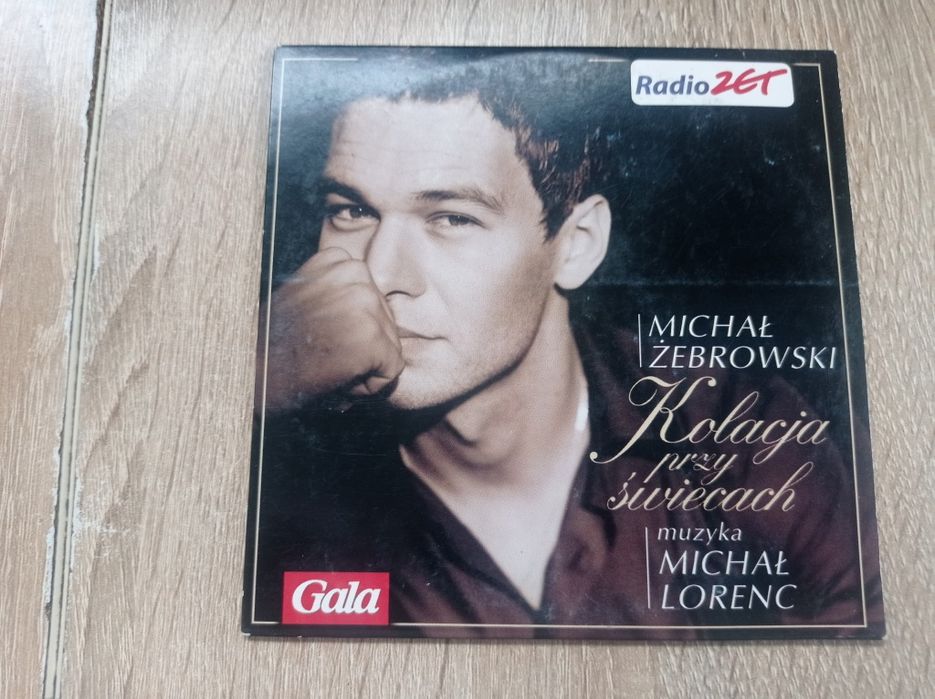 Radio ZET
MICHAŁ
ŻEBROWSKI
Kolacja
przy
świecach
muzyka
MICHAŁ
LORENC
Gala